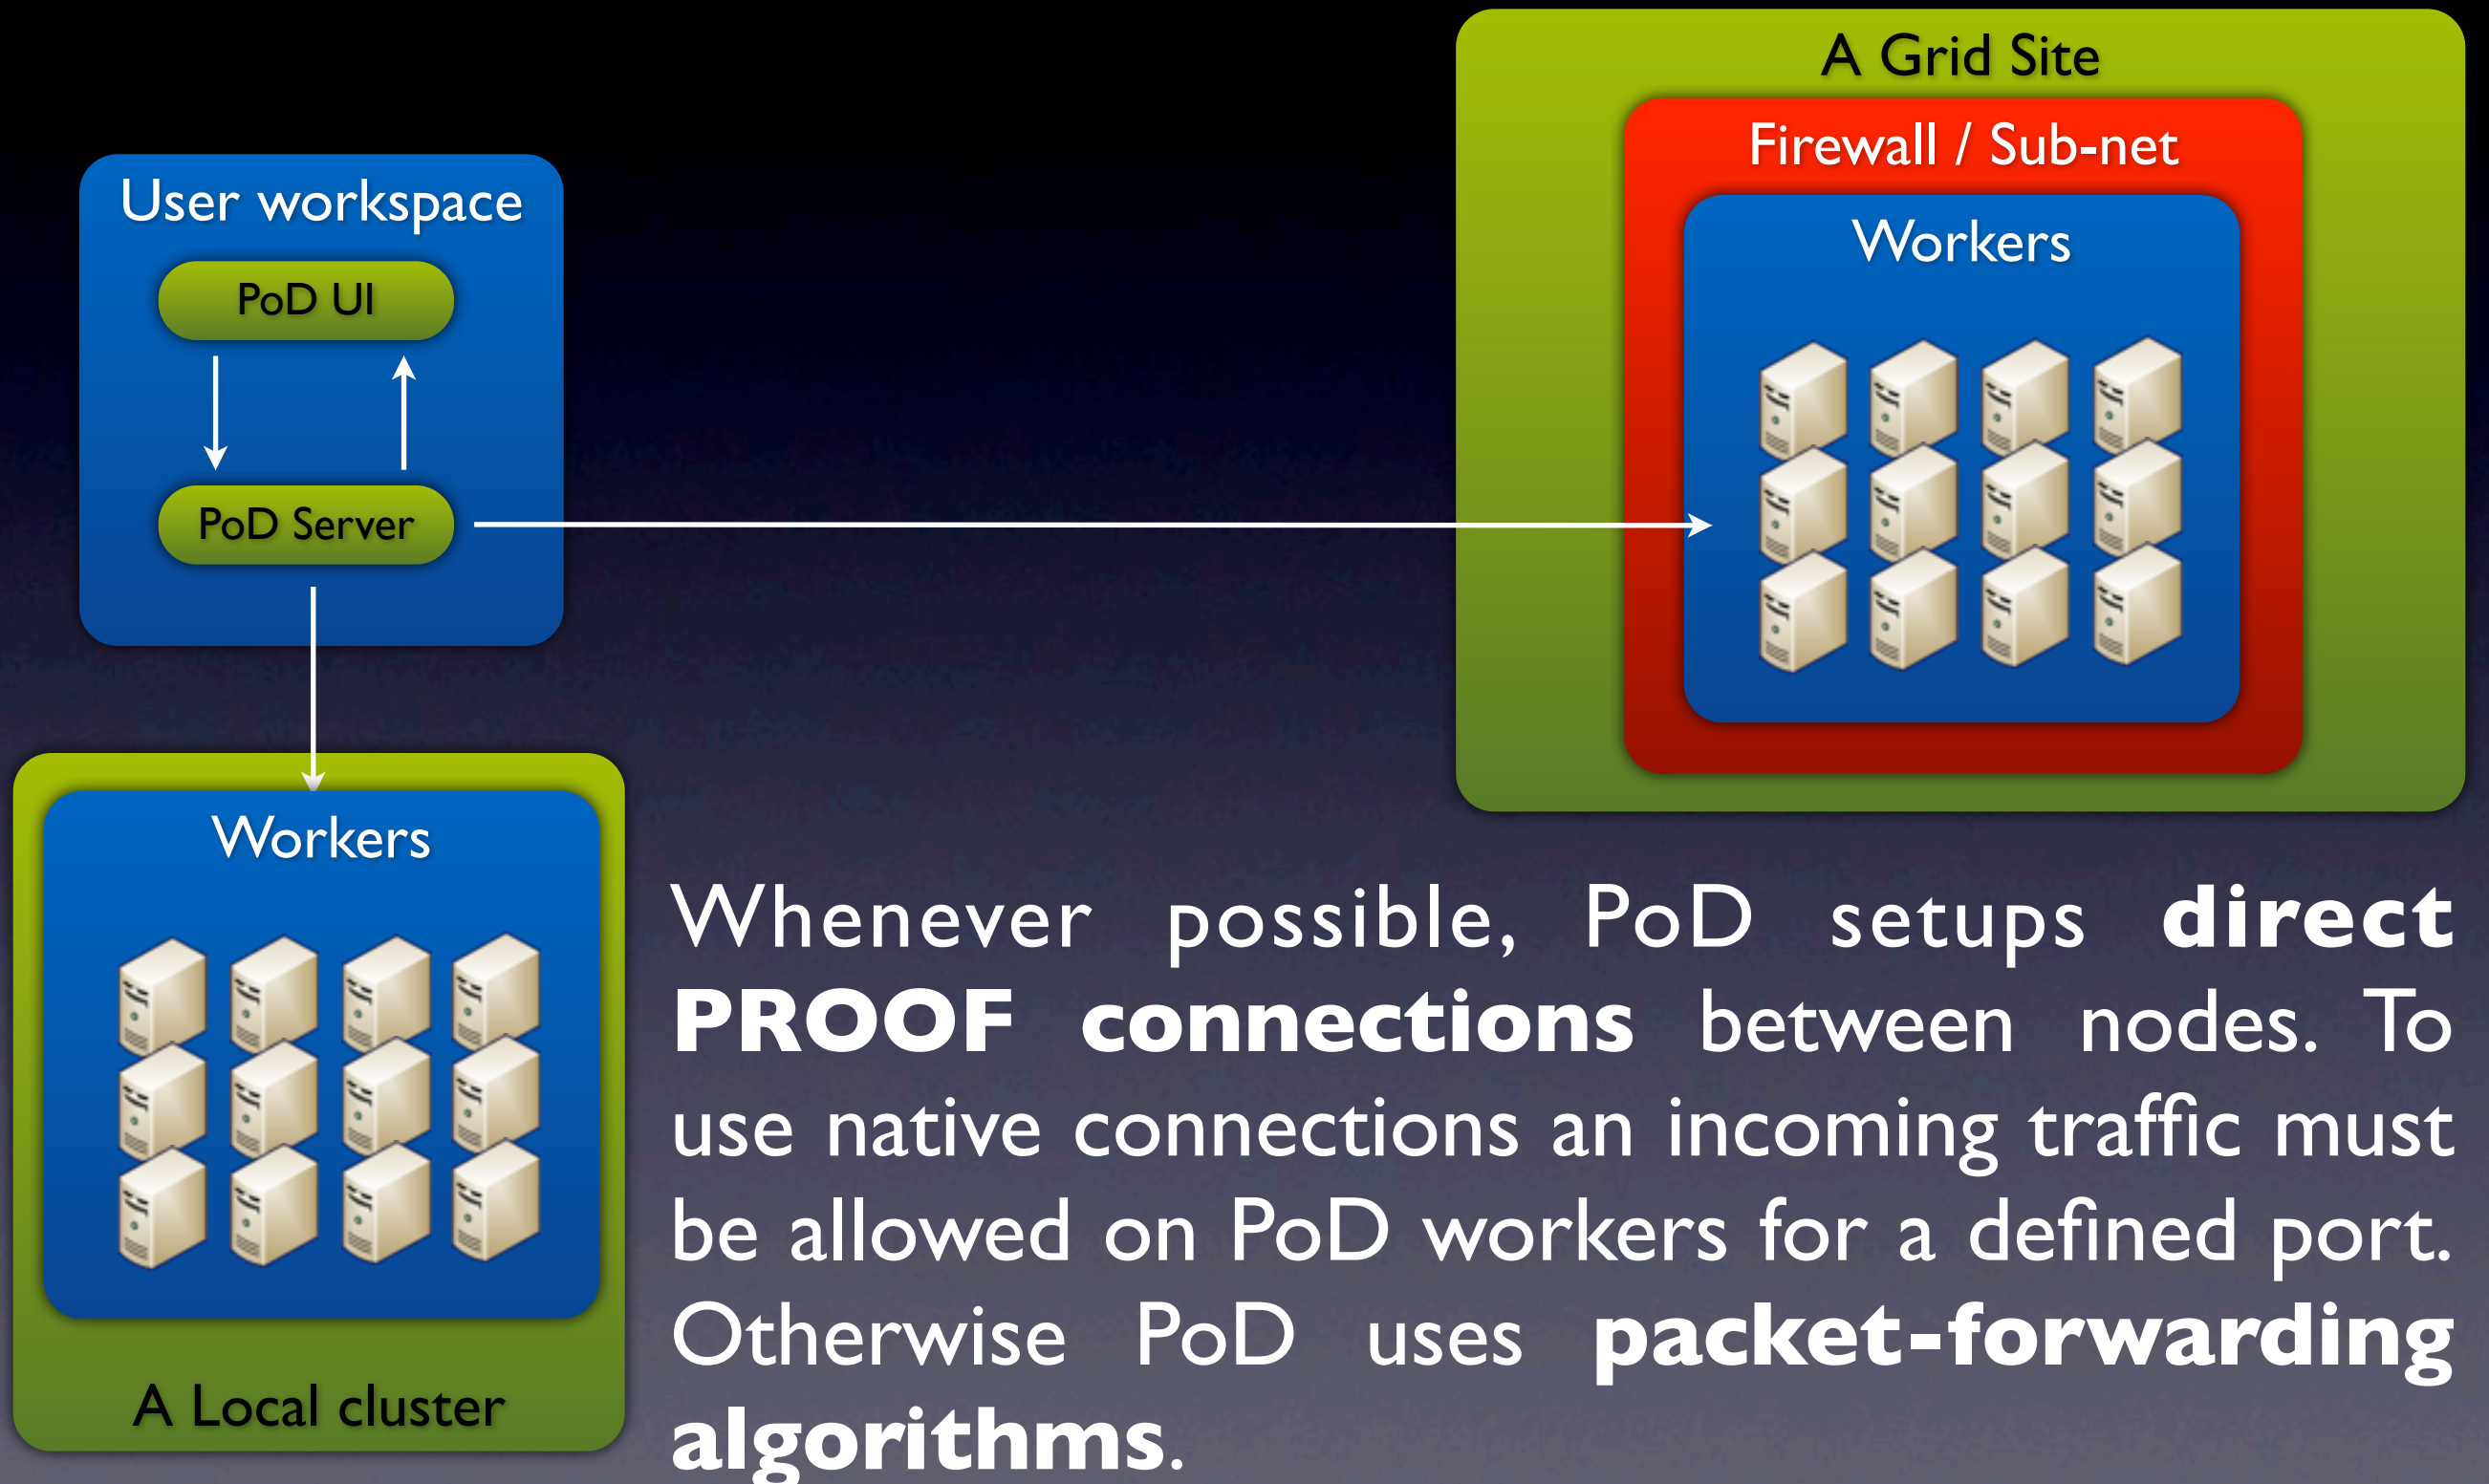 A Grid Site
Firewall / Sub-net
Workers
User workspace
PoD UI
PoD Server
Workers
A Local cluster
Whenever possible, PoD setups direct
PROOF connections between nodes. To
use native connections an incoming traffic must
be allowed on PoD workers for a defined port.
Otherwise PoD uses packet-forwarding
algorithms.